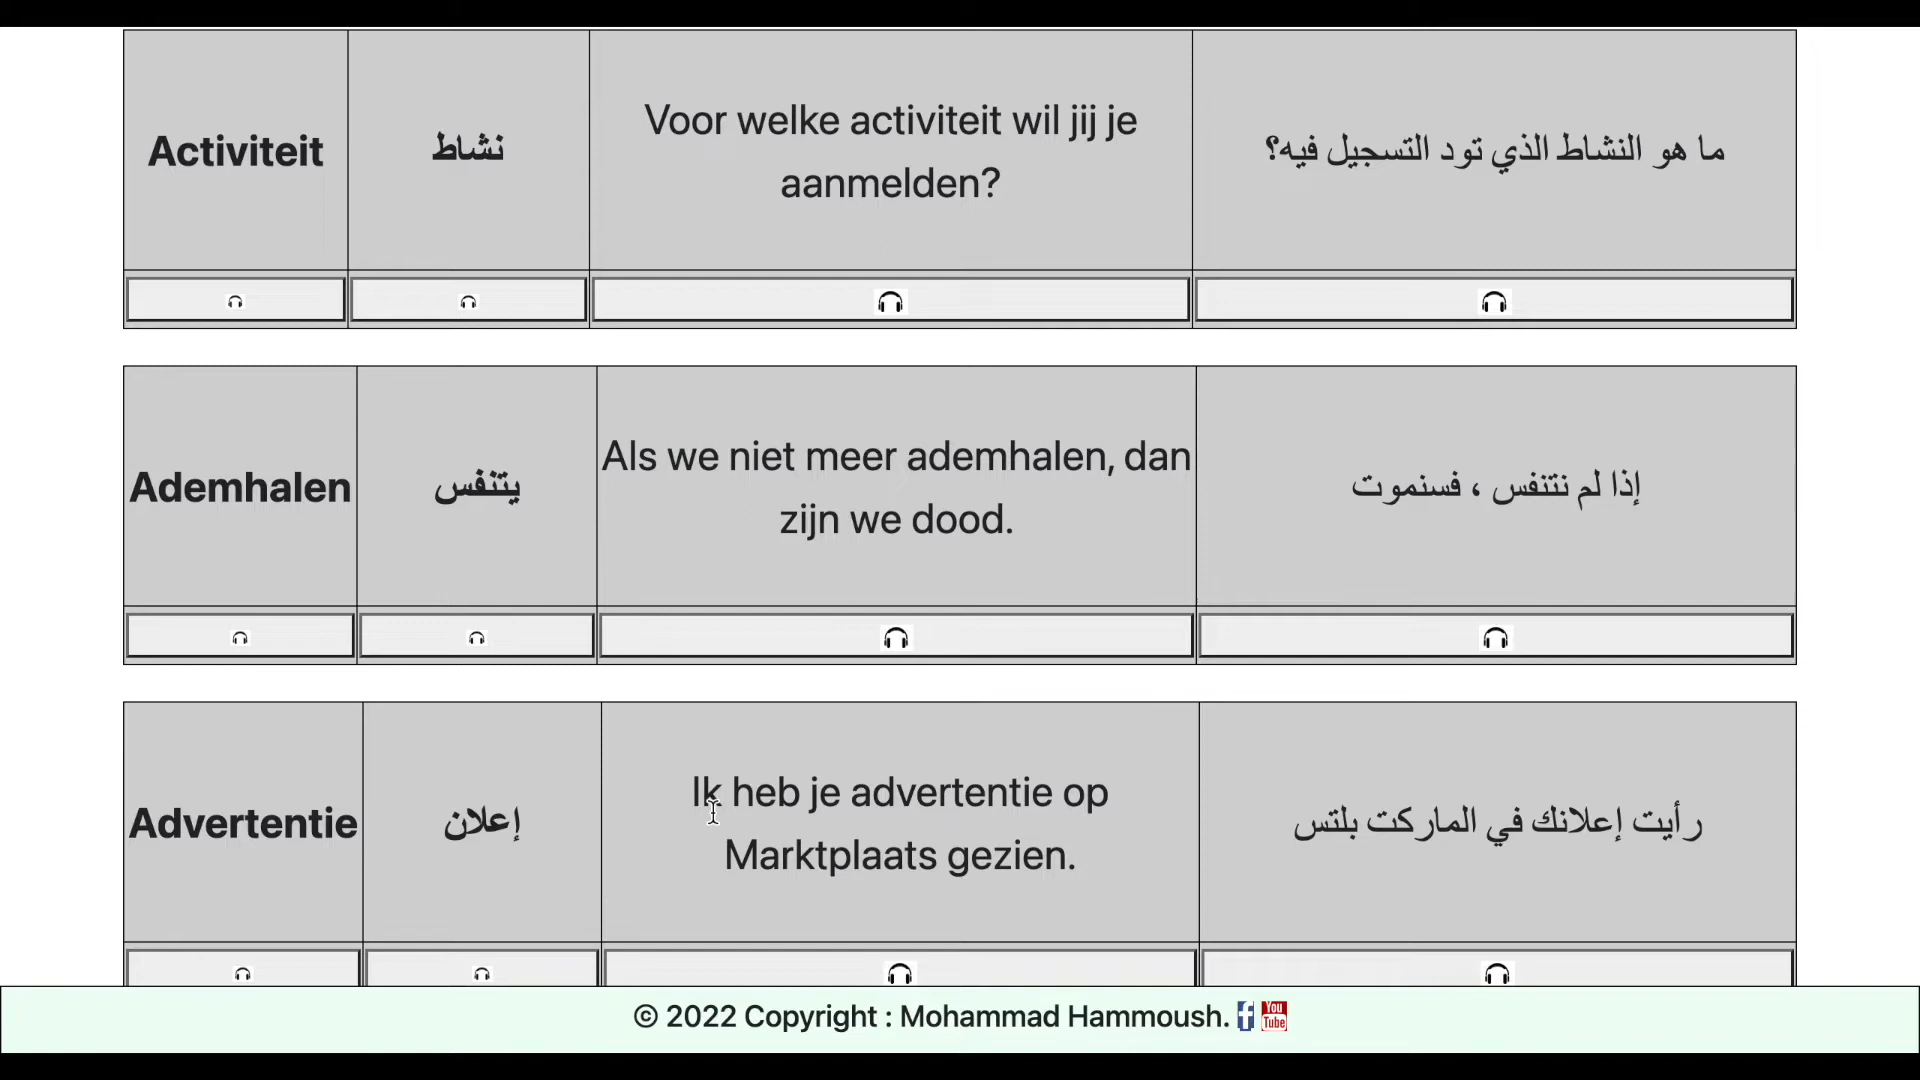 Activiteit
نشاط
Voor welke activiteit wil jij je
aanmelden?
ما هو النشاط الذي تود التسجيل فيه؟
Ademhalen
يتنفس
Als we niet meer ademhalen, dan
zijn we dood.
إذا لم نتنفس ، فسنموت
Advertentie
إعلان
Ik heb je advertentie op
Marktplaats gezien.
رأيت إعلانك في الماركت بلتس
© 2022 Copyright : Mohammad Hammoush. f You
Tube